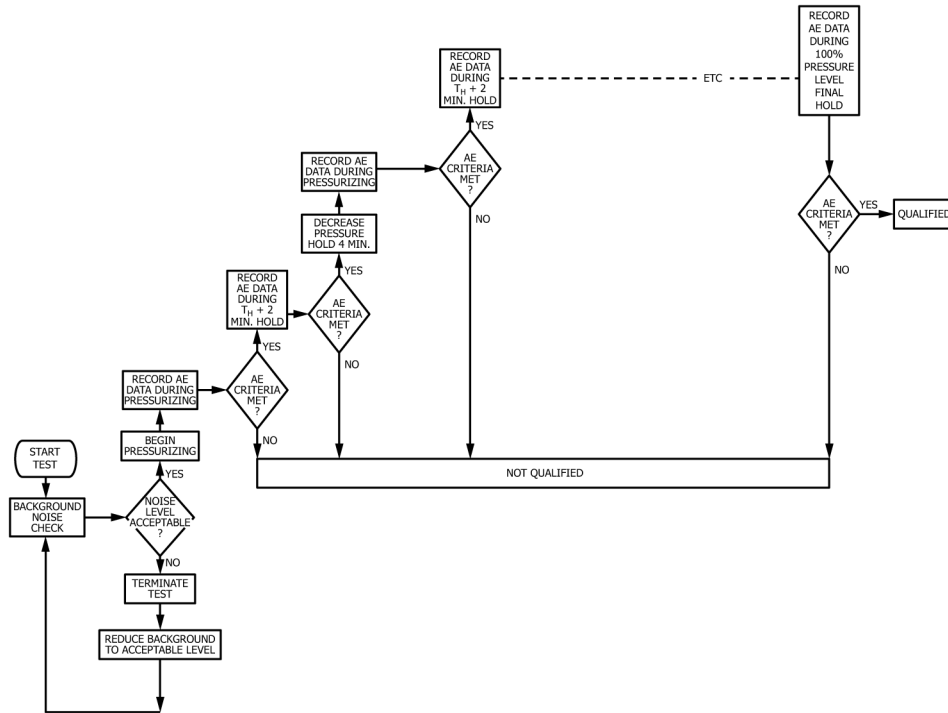 START
TEST
BACKGROUND
NOISE
CHECK
NOISE
LEVEL
ACCEPTABLE
?
NO
TERMINATE
TEST
REDUCE BACKGROUND
TO ACCEPTABLE LEVEL
YES
BEGIN
PRESSURIZING
RECORD AE
DATA DURING
PRESSURIZING
AE
CRITERIA
MET
?
NO
YES
RECORD
AE DATA
DURING
T_H + 2
MIN. HOLD
AE
CRITERIA
MET
?
NO
YES
DECREASE
PRESSURE
HOLD 4 MIN.
RECORD AE
DATA DURING
PRESSURIZING
AE
CRITERIA
MET
?
NO
YES
RECORD
AE DATA
DURING
T_H + 2
MIN. HOLD
ETC
RECORD
AE DATA
DURING
100%
PRESSURE
LEVEL
FINAL
HOLD
AE
CRITERIA
MET
?
YES
QUALIFIED
NO
NOT QUALIFIED